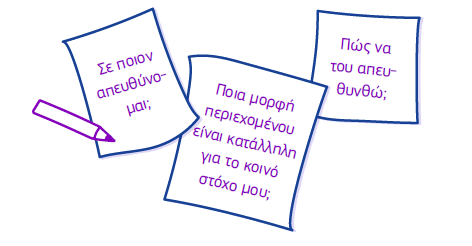 Σε ποιον
απευθύνο-
μαι;
Ποια μορφή
περιεχομένου
είναι κατάλληλη
για το κοινό
στόχο μου;
Πώς να
του απευ-
θυνθώ;